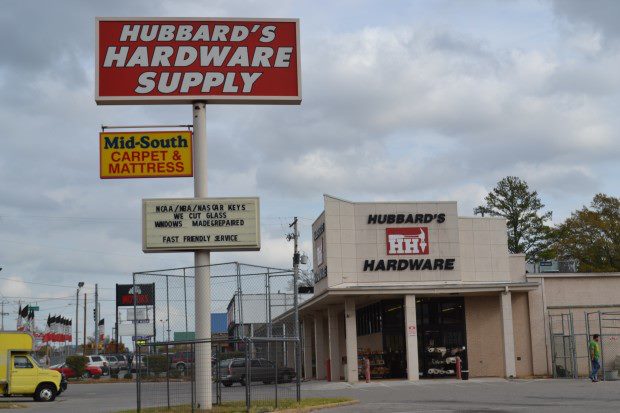 HUBBARD'S
HARDWARE
SUPPLY
Mid-South
CARPET &
MATTRESS
NCAA/NBA/NASCAR KEYS
WE CUT GLASS
WINDOWS MADE&REPAIRED
FAST FRIENDLY SERVICE
HUBBARD'S
HH
HARDWARE
MOTORS